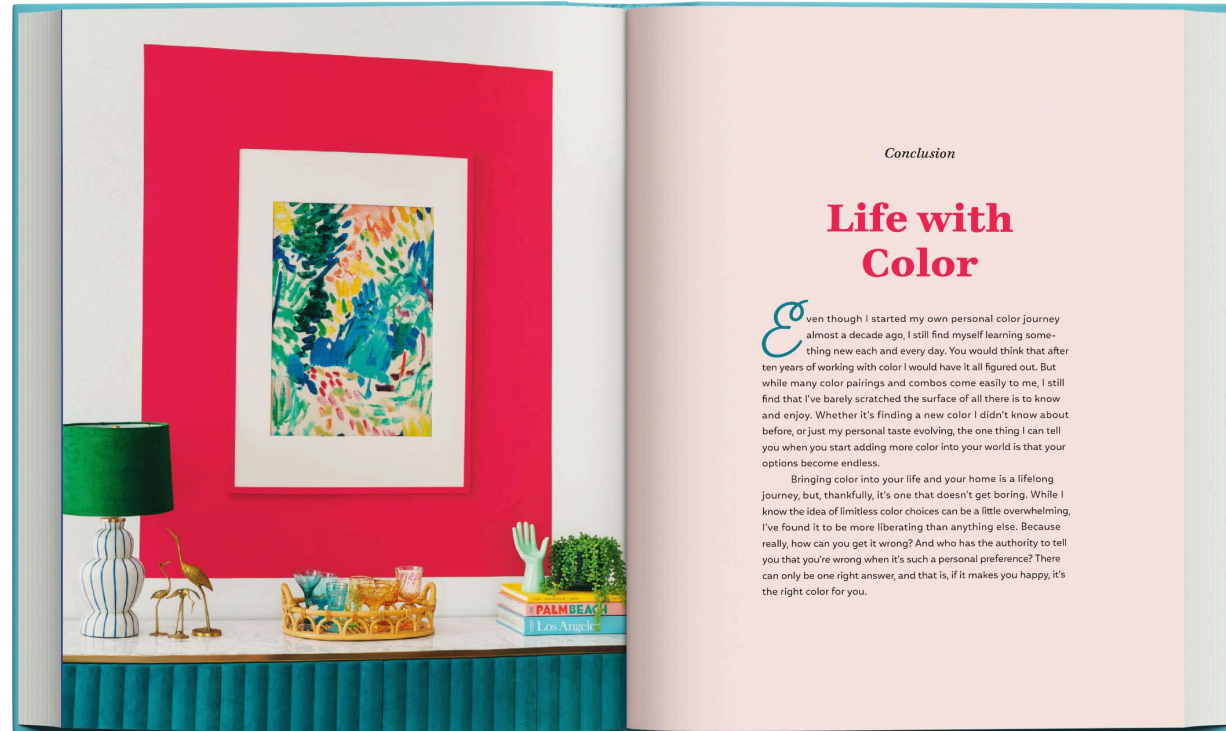 PALM BEACH
Los Angeles
Conclusion
Life with
Color
Even though I started my own personal color journey
almost a decade ago, I still find myself learning some-
thing new each and every day. You would think that after
ten years of working with color I would have it all figured out. But
while many color pairings and combos come easily to me, I still
find that I've barely scratched the surface of all there is to know
and enjoy. Whether it's finding a new color I didn't know about
before, or just my personal taste evolving, the one thing I can tell
you when you start adding more color into your world is that your
options become endless.
Bringing color into your life and your home is a lifelong
journey, but, thankfully, it's one that doesn't get boring. While I
know the idea of limitless color choices can be a little overwhelming,
I've found it to be more liberating than anything else. Because
really, how can you get it wrong? And who has the authority to tell
you that you're wrong when it's such a personal preference? There
can only be one right answer, and that is, if it makes you happy, it's
the right color for you.